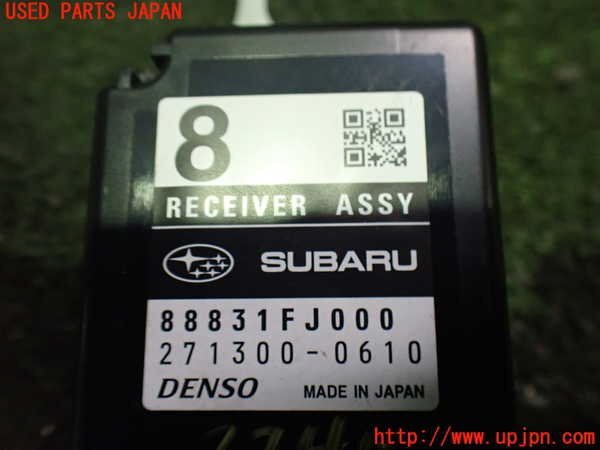 USED PARTS JAPAN
8
RECEIVER ASSY
SUBARU
88831FJ000
271300-0610
DENSO MADE IN JAPAN
http://www.upjpn.com